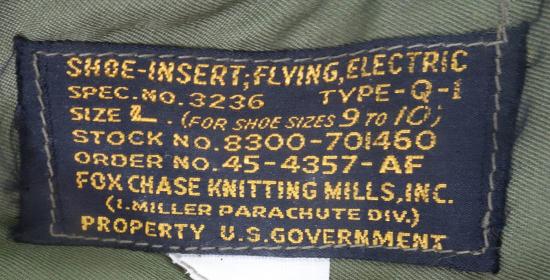 SHOE-INSERT; FLYING, ELECTRIC
SPEC. NO. 3236 TYPE-Q-1
SIZE L. (FOR SHOE SIZES 9 TO 10;)
STOCK NO. 8300-701460
ORDER NO. 45-4357-AF
FOX CHASE KNITTING MILLS, INC.
(I. MILLER PARACHUTE DIV.)
PROPERTY U.S. GOVERNMENT